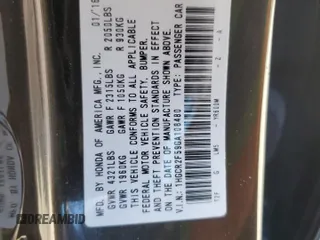 MFD. BY HONDA OF AMERICA MFG., INC. 01/16
GVWR 4321LBS GAWR F 2315LBS R 2050LBS
GVWR 1960KG GAWR F 1050KG R 930KG
THIS VEHICLE CONFORMS TO ALL APPLICABLE
FEDERAL MOTOR VEHICLE SAFETY, BUMPER,
AND THEFT PREVENTION STANDARDS IN EFFECT
ON THE DATE OF MANUFACTURE SHOWN ABOVE.
V.I.N.: 1HGCR2F59GA108480 TYPE: PASSENGER CAR
DREAMBID